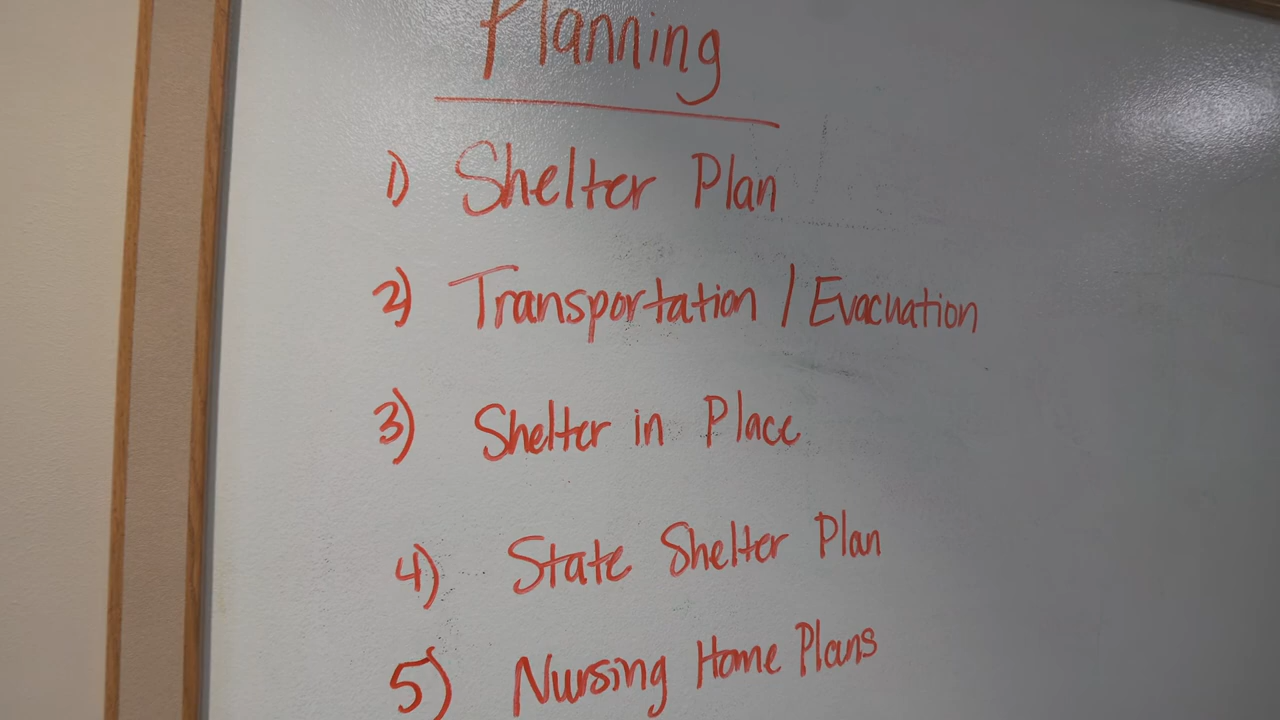 Planning
1) Shelter Plan
2) Transportation / Evacuation
3) Shelter in Place
4) State Shelter Plan
5) Nursing Home Plans